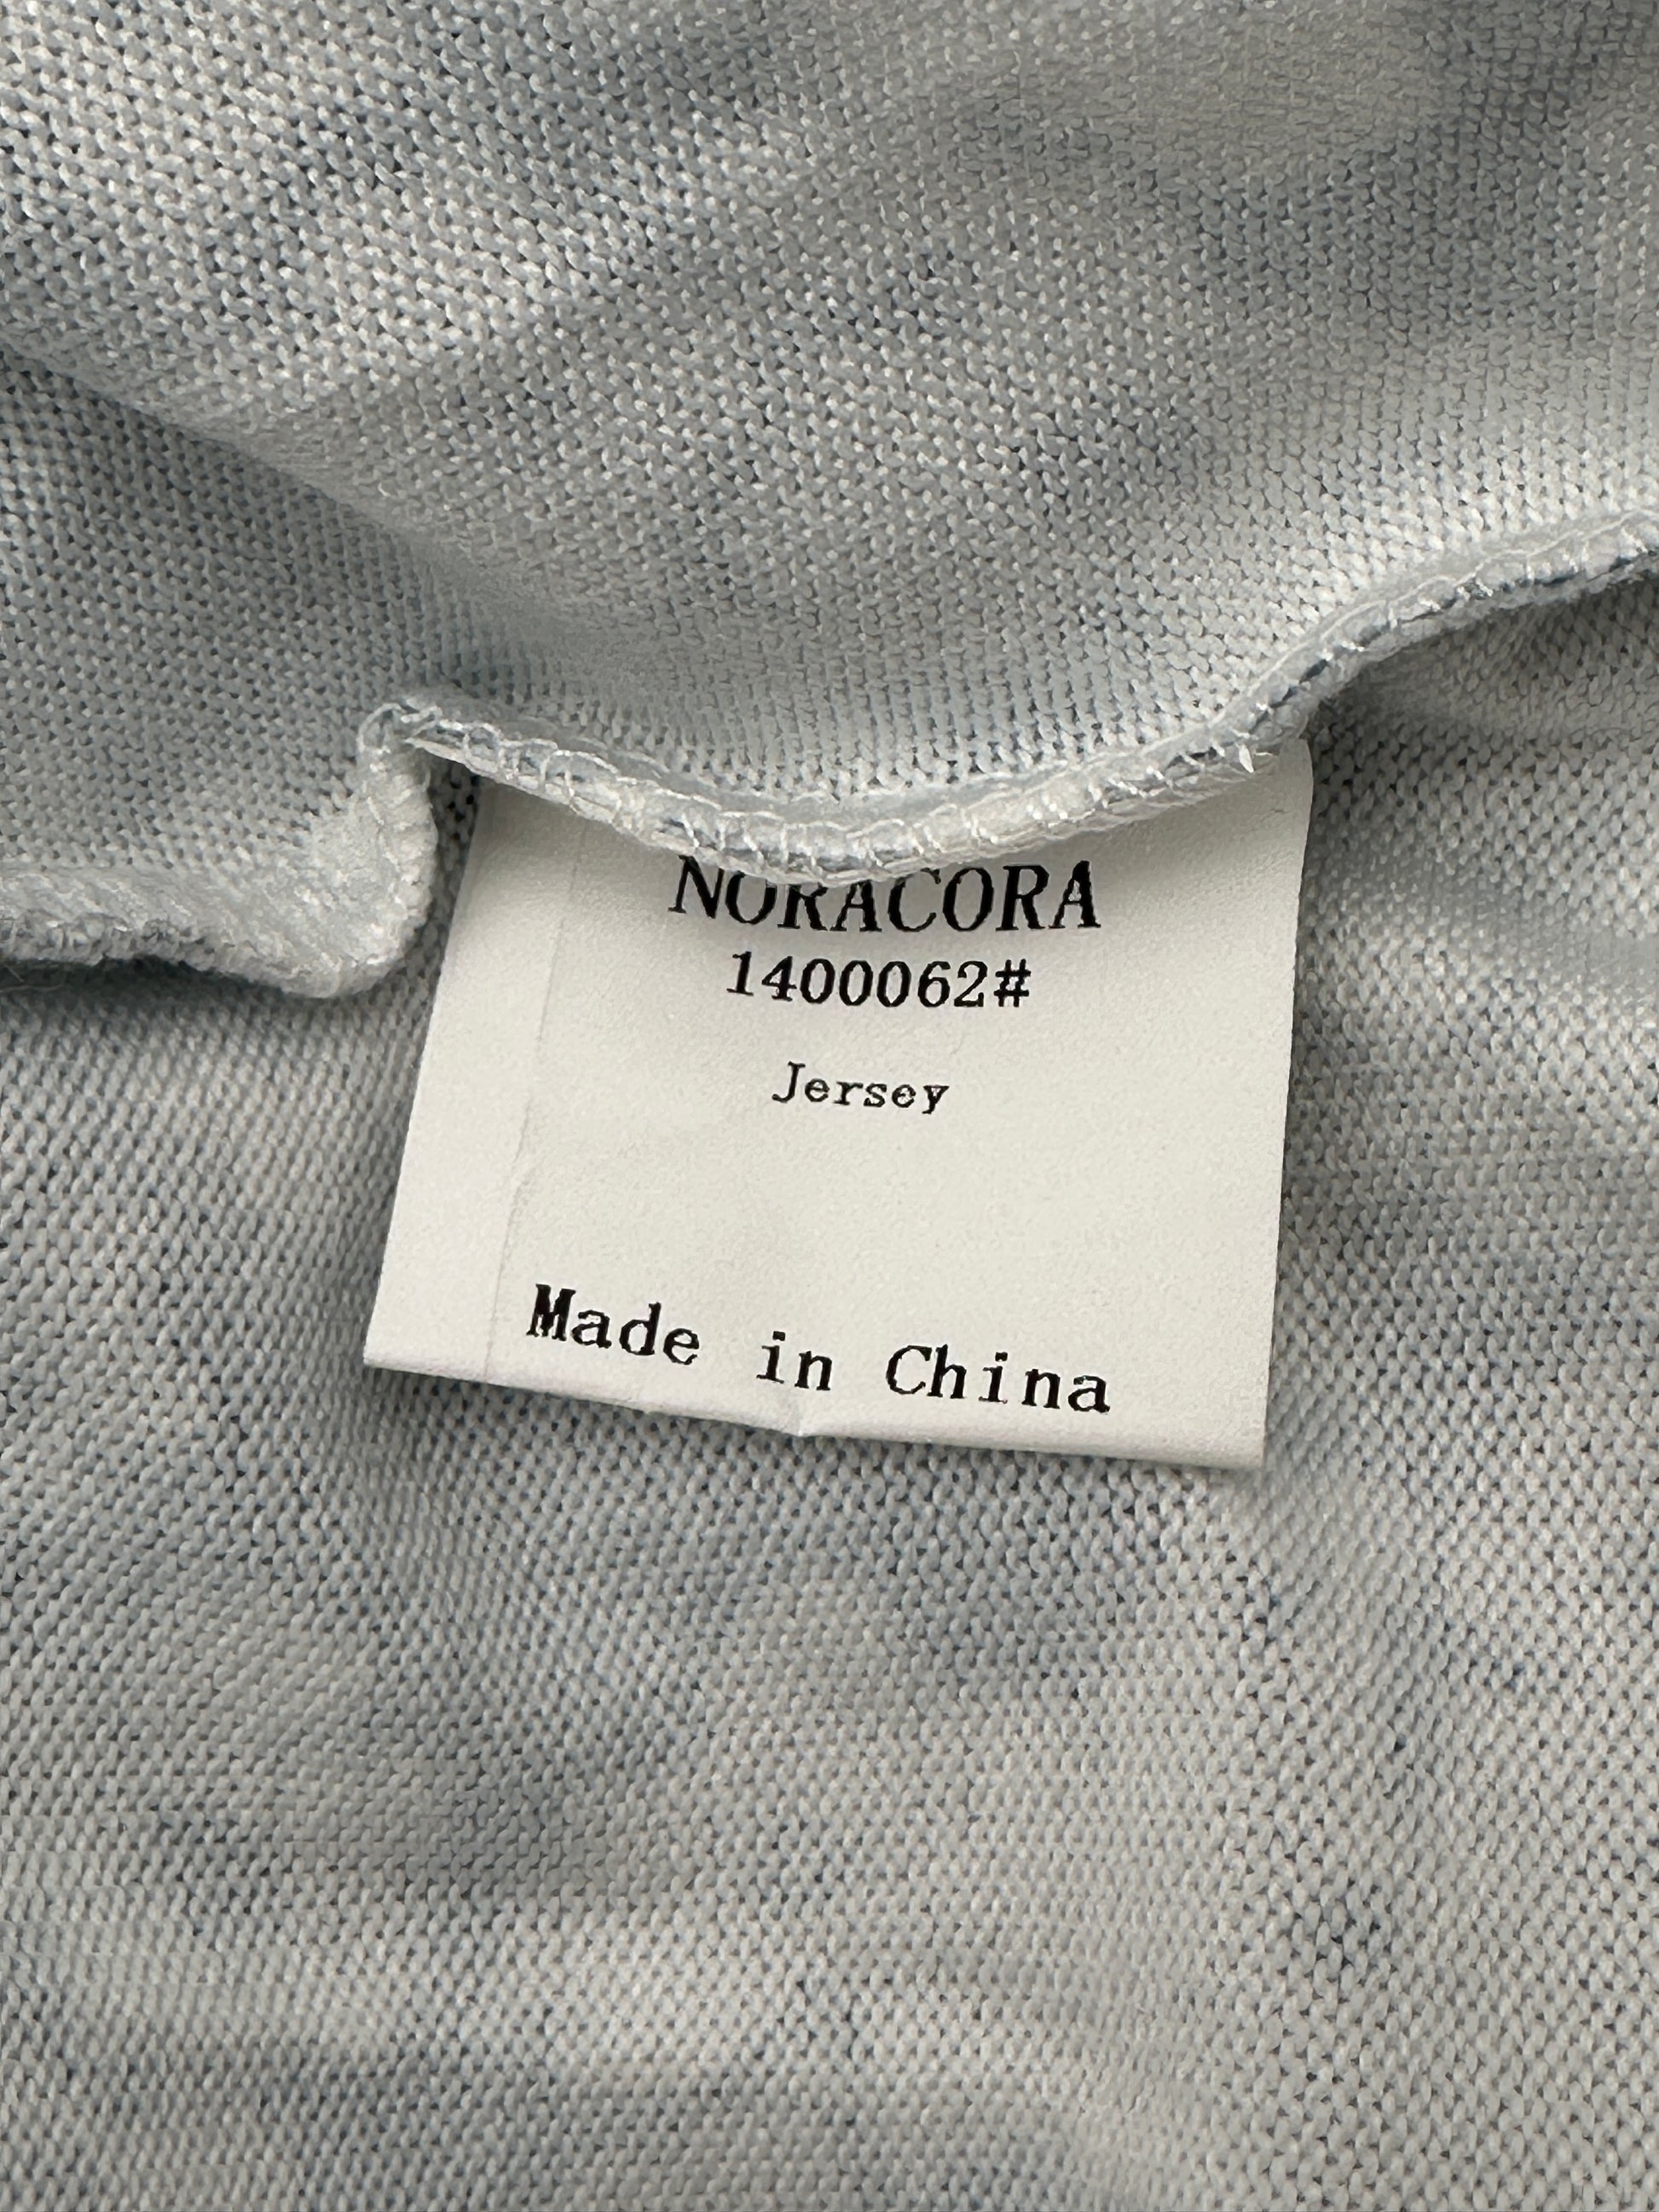 NORACORA
1400062#
Jersey
Made in China